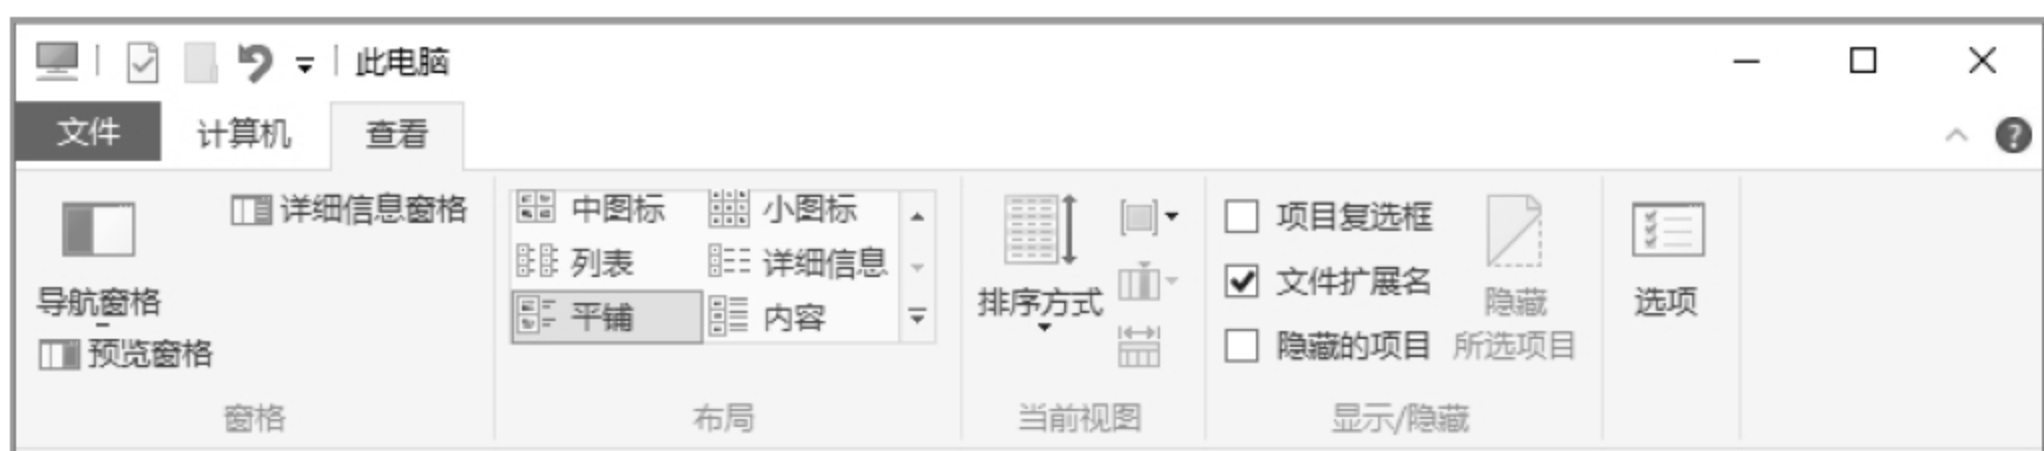 此电脑
文件 计算机 查看
详细信息窗格
导航窗格
预览窗格
窗格
中图标 小图标
列表 详细信息
平铺 内容
布局
排序方式
当前视图
项目复选框
文件扩展名
隐藏的项目
隐藏
所选项目
显示/隐藏
选项